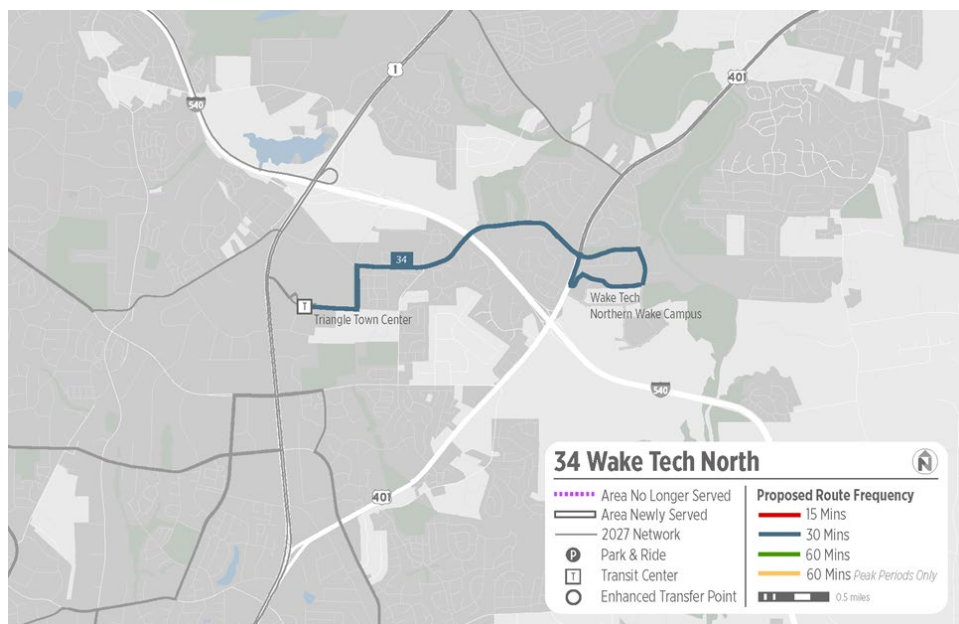 1
401
540
34
T
Triangle Town Center
Wake Tech
Northern Wake Campus
540
401
34 Wake Tech North
N
Area No Longer Served
Area Newly Served
2027 Network
P Park & Ride
T Transit Center
Enhanced Transfer Point
Proposed Route Frequency
15 Mins
30 Mins
60 Mins
60 Mins Peak Periods Only
0.5 miles